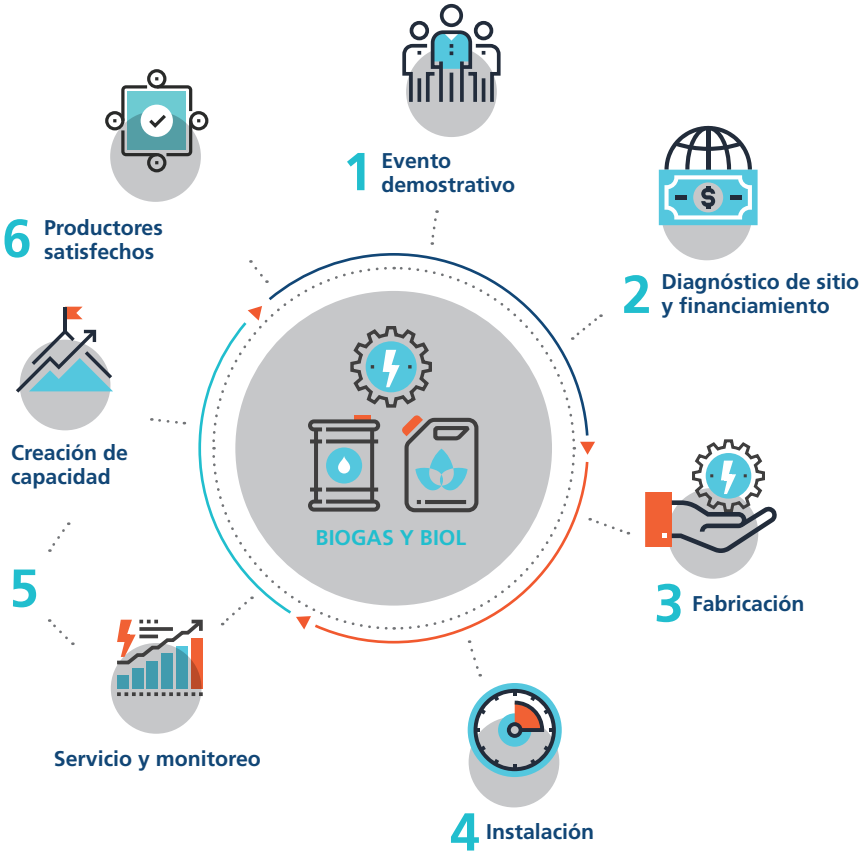 1 Evento
demostrativo
2 Diagnóstico de sitio
y financiamiento
3 Fabricación
4 Instalación
5
Servicio y monitoreo
Creación de
capacidad
6 Productores
satisfechos
BIOGAS Y BIOL
$